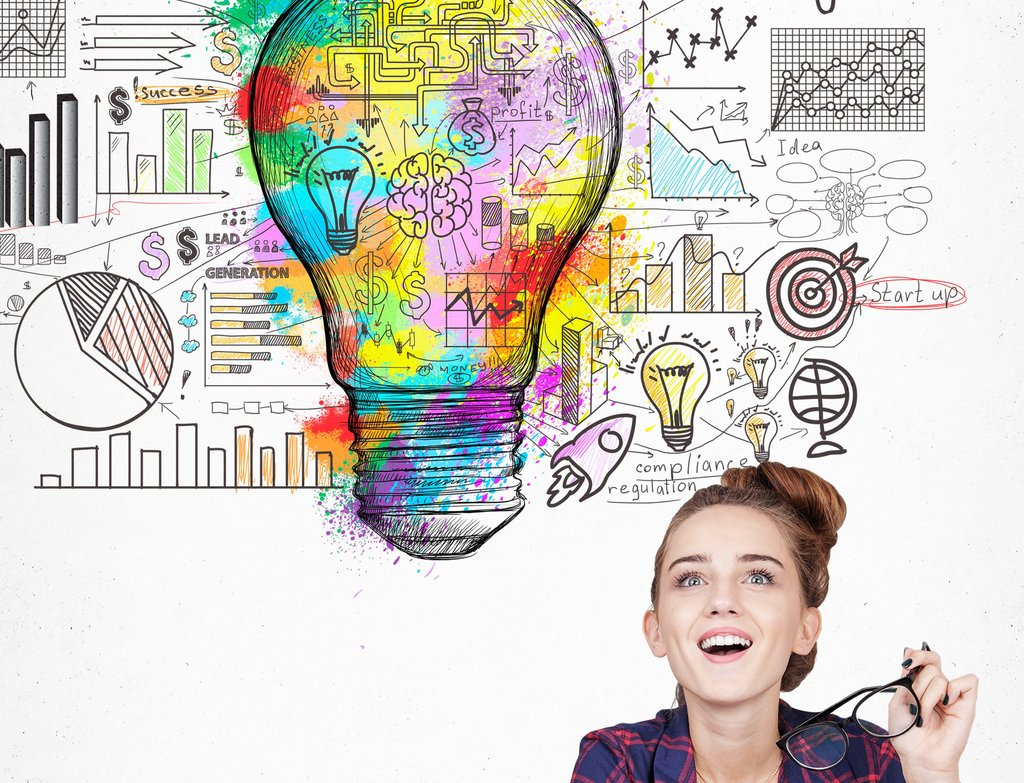 Success
profit
Idea
LEAD
GENERATION
Start up
MONEY!!!
compliance
regulation